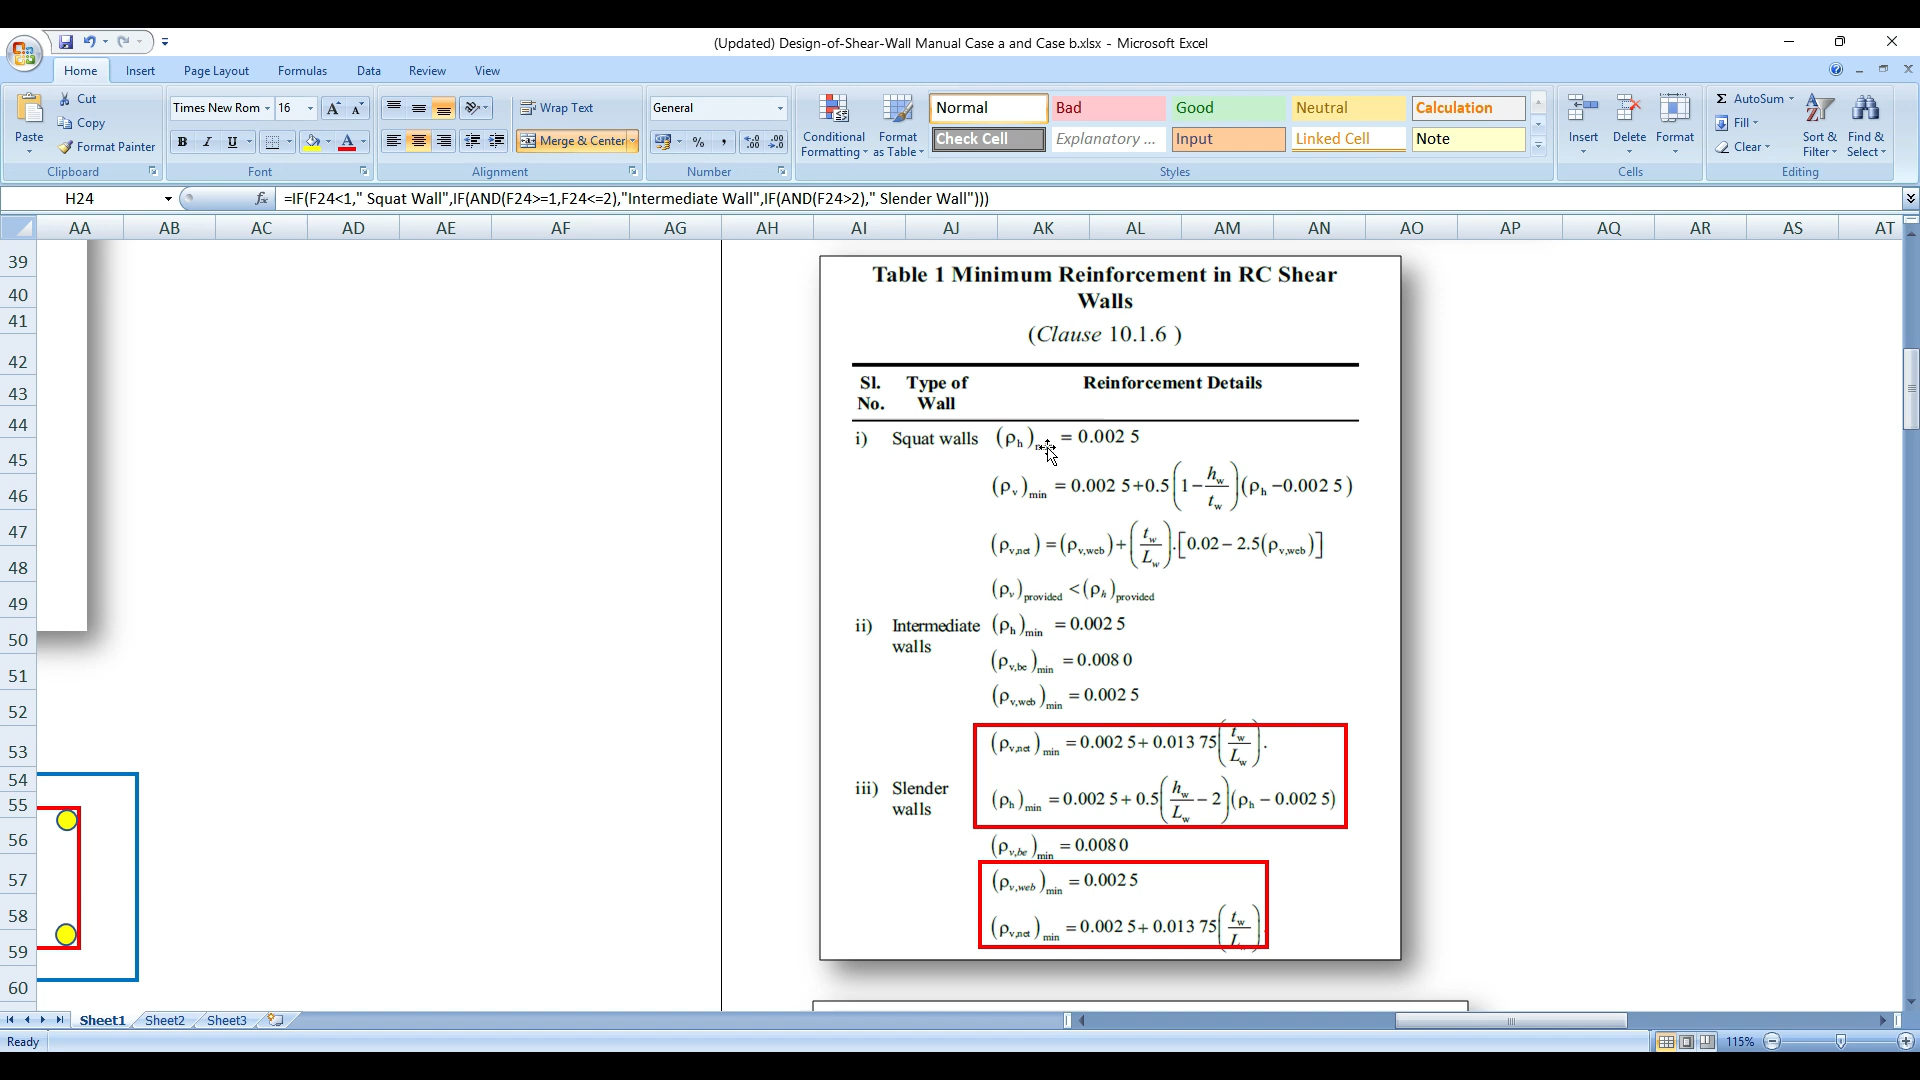 (Updated) Design-of-Shear-Wall Manual Case a and Case b.xlsx - Microsoft Excel
Home Insert Page Layout Formulas Data Review View
Paste
Cut
Copy
Format Painter
Clipboard
Times New Rom 16
B I U
Font
Wrap Text
Merge & Center
Alignment
General
% ,
Number
Conditional Formatting
Format as Table
Normal Bad Good Neutral Calculation
Check Cell Explanatory ... Input Linked Cell Note
Styles
Insert Delete Format
Cells
Σ AutoSum
Fill
Clear
Sort & Filter
Find & Select
Editing
H24 fx =IF(F24<1," Squat Wall",IF(AND(F24>=1,F24<=2),"Intermediate Wall",IF(AND(F24>2)," Slender Wall")))
AA AB AC AD AE AF AG AH AI AJ AK AL AM AN AO AP AQ AR AS AT
39
40
41
42
43
44
45
46
47
48
49
50
51
52
53
54
55
56
57
58
59
60
Table 1 Minimum Reinforcement in RC Shear
Walls
(Clause 10.1.6 )
Sl. No. Type of Wall Reinforcement Details
i) Squat walls (ρh) = 0.002 5
(ρv)min = 0.002 5+0.5(1−hw/tw)(ρh −0.002 5)
(ρv,net) = (ρv,web)+(tw/Lw).[0.02−2.5(ρv,web)]
(ρv)provided <(ρh)provided
ii) Intermediate walls (ρh)min = 0.002 5
(ρv,be)min = 0.008 0
(ρv,web)min = 0.002 5
(ρv,net)min = 0.002 5+ 0.013 75(tw/Lw).
iii) Slender walls (ρh)min = 0.002 5+ 0.5(hw/Lw−2)(ρh − 0.002 5)
(ρv,be)min = 0.008 0
(ρv,web)min = 0.002 5
(ρv,net)min = 0.002 5+ 0.013 75(tw/Lw)
Sheet1 Sheet2 Sheet3
Ready
115%